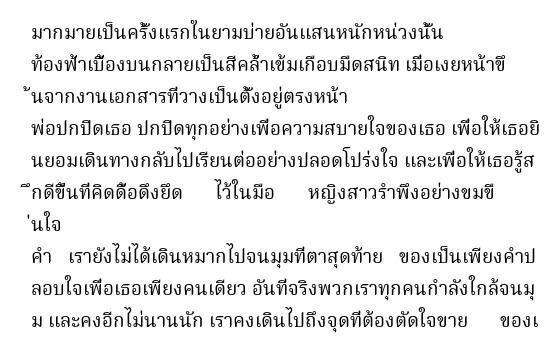 มากมายเป็นครั้งแรกในยามบ่ายอันแสนหนักหน่วงนั้น
ท้องฟ้าเบื้องบนกลายเป็นสีคล้ำเข้มเกือบมืดสนิท เมื่อเงยหน้าขึ
้นจากงานเอกสารที่วางเป็นตั้งอยู่ตรงหน้า
พ่อปกปิดเธอ ปกปิดทุกอย่างเพื่อความสบายใจของเธอ เพื่อให้เธอยิ
นยอมเดินทางกลับไปเรียนต่ออย่างปลอดโปร่งใจ และเพื่อให้เธอรู้ส
ึกดีขึ้นที่คิดดื้อดึงยึด ไว้ในมือ หญิงสาวรำพึงอย่างขมขื
่นใจ
คำ เรายังไม่ได้เดินหมากไปจนมุมที่ตาสุดท้าย ของเป็นเพียงคำป
ลอบใจเพื่อเธอเพียงคนเดียว อันที่จริงพวกเราทุกคนกำลังใกล้จนมุ
ม และคงอีกไม่นานนัก เราคงเดินไปถึงจุดที่ต้องตัดใจขาย ของเ